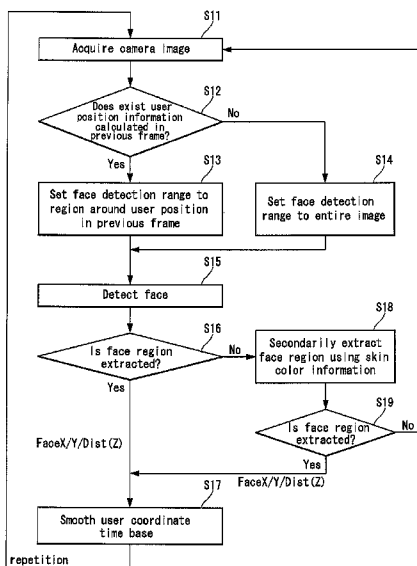 S11
Acquire camera image
S12
Does exist user
position information
calculated in
previous frame?
No
Yes
S13
Set face detection range to
region around user position
in previous frame
S14
Set face detection
range to entire image
S15
Detect face
S16
Is face region
extracted?
No
Yes
S18
Secondarily extract
face region using skin
color information
S19
Is face region
extracted?
No
Yes
FaceX/Y/Dist(Z)
FaceX/Y/Dist(Z)
S17
Smooth user coordinate
time base
repetition